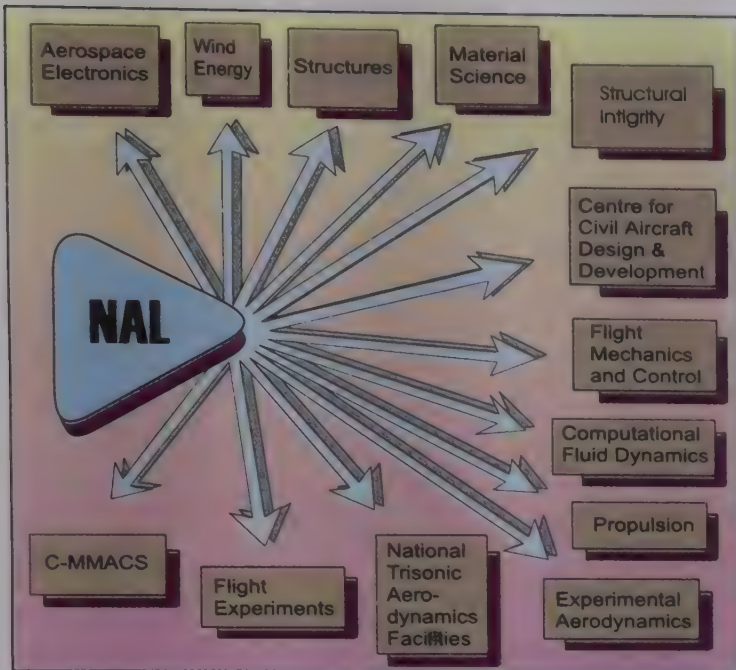 Aerospace
Electronics
Wind
Energy
Structures
Material
Science
Structural
Intigrity
Centre for
Civil Aircraft
Design &
Development
NAL
Flight
Mechanics
and Control
Computational
Fluid Dynamics
Propulsion
Experimental
Aerodynamics
National
Trisonic
Aero-
dynamics
Facilities
Flight
Experiments
C-MMACS